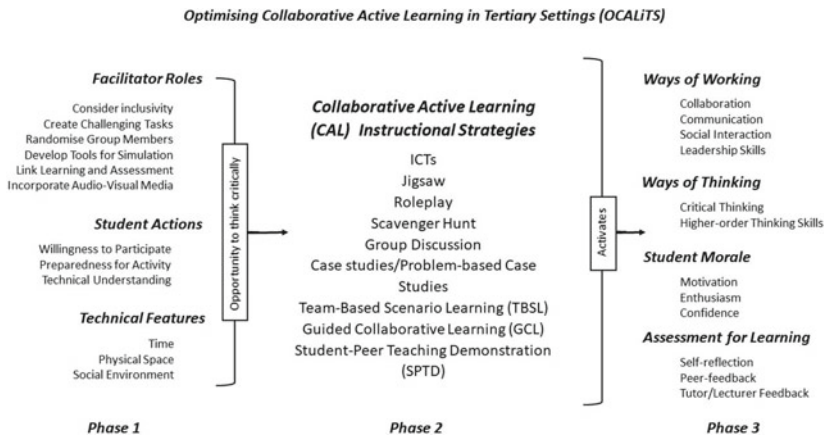 Optimising Collaborative Active Learning in Tertiary Settings (OCALiTS)
Facilitator Roles
Consider inclusivity
Create Challenging Tasks
Randomise Group Members
Develop Tools for Simulation
Link Learning and Assessment
Incorporate Audio-Visual Media
Student Actions
Willingness to Participate
Preparedness for Activity
Technical Understanding
Technical Features
Time
Physical Space
Social Environment
Phase 1
Opportunity to think critically
Collaborative Active Learning
(CAL) Instructional Strategies
ICTs
Jigsaw
Roleplay
Scavenger Hunt
Group Discussion
Case studies/Problem-based Case
Studies
Team-Based Scenario Learning (TBSL)
Guided Collaborative Learning (GCL)
Student-Peer Teaching Demonstration
(SPTD)
Phase 2
Activates
Ways of Working
Collaboration
Communication
Social Interaction
Leadership Skills
Ways of Thinking
Critical Thinking
Higher-order Thinking Skills
Student Morale
Motivation
Enthusiasm
Confidence
Assessment for Learning
Self-reflection
Peer-feedback
Tutor/Lecturer Feedback
Phase 3